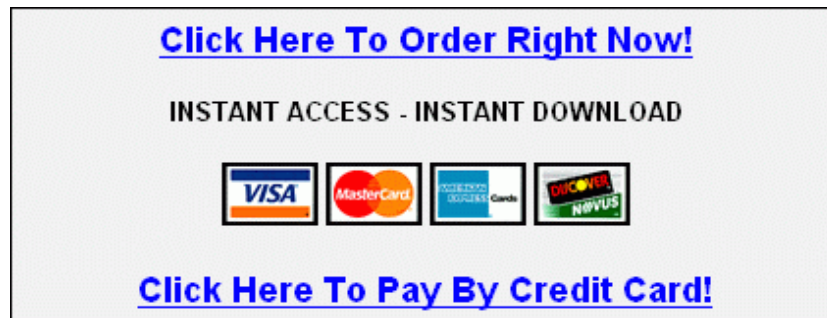 Click Here To Order Right Now!
INSTANT ACCESS - INSTANT DOWNLOAD
VISA MasterCard AMERICAN EXPRESS Cards DISCOVER NOVUS
Click Here To Pay By Credit Card!